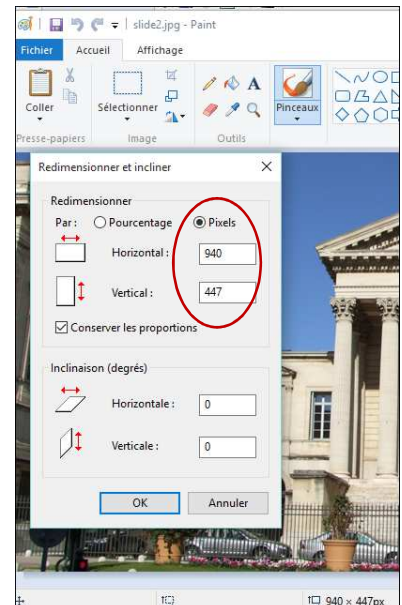 slide2.jpg - Paint
Fichier Accueil Affichage
Coller Sélectionner Pinceaux
Presse-papiers Image Outils
Redimensionner et incliner
Redimensionner
Par : Pourcentage Pixels
Horizontal : 940
Vertical : 447
Conserver les proportions
Inclinaison (degrés)
Horizontale : 0
Verticale : 0
OK Annuler
940 × 447px